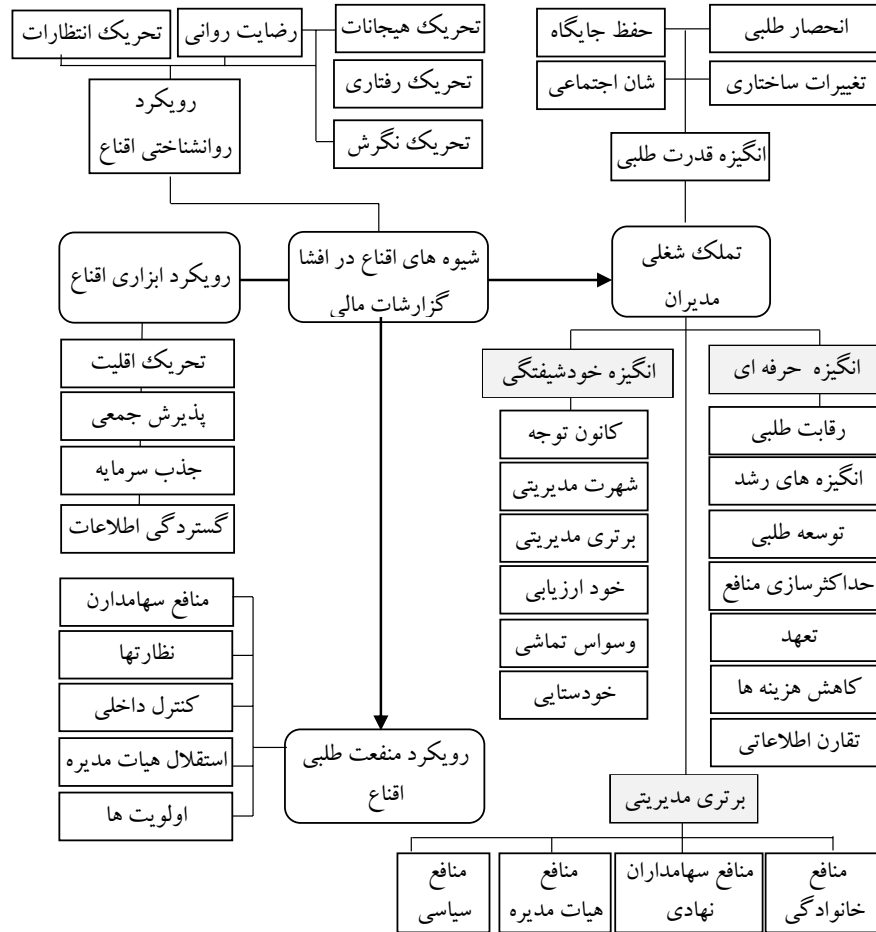 انحصار طلبی
حفظ جایگاه
تحریک هیجانات
رضایت روانی
تحریک انتظارات
تغییرات ساختاری
شان اجتماعی
تحریک رفتاری
رویکرد
روانشناختی اقناع
تحریک نگرش
انگیزه قدرت طلبی
تملک شغلی
مدیران
شیوه های اقناع در افشا
گزارشات مالی
رویکرد ابزاری اقناع
انگیزه حرفه ای
رقابت طلبی
انگیزه های رشد
توسعه طلبی
حداکثرسازی منافع
تعهد
کاهش هزینه ها
تقارن اطلاعاتی
انگیزه خودشیفتگی
کانون توجه
شهرت مدیریتی
برتری مدیریتی
خود ارزیابی
وسواس تماشی
خودستایی
تحریک اقلیت
پذیرش جمعی
جذب سرمایه
گستردگی اطلاعات
منافع سهامدارن
نظارتها
کنترل داخلی
استقلال هیات مدیره
اولویت ها
رویکرد منفعت طلبی
اقناع
برتری مدیریتی
منافع
خانوادگی
منافع سهامداران
نهادی
منافع
هیات مدیره
منافع
سیاسی